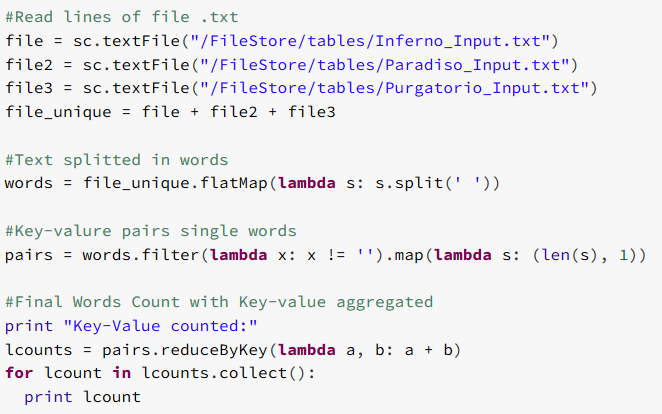 #Read lines of file .txt
file = sc.textFile("/FileStore/tables/Inferno_Input.txt")
file2 = sc.textFile("/FileStore/tables/Paradiso_Input.txt")
file3 = sc.textFile("/FileStore/tables/Purgatorio_Input.txt")
file_unique = file + file2 + file3

#Text splitted in words
words = file_unique.flatMap(lambda s: s.split(' '))

#Key-valure pairs single words
pairs = words.filter(lambda x: x != '').map(lambda s: (len(s), 1))

#Final Words Count with Key-value aggregated
print "Key-Value counted:"
lcounts = pairs.reduceByKey(lambda a, b: a + b)
for lcount in lcounts.collect():
  print lcount